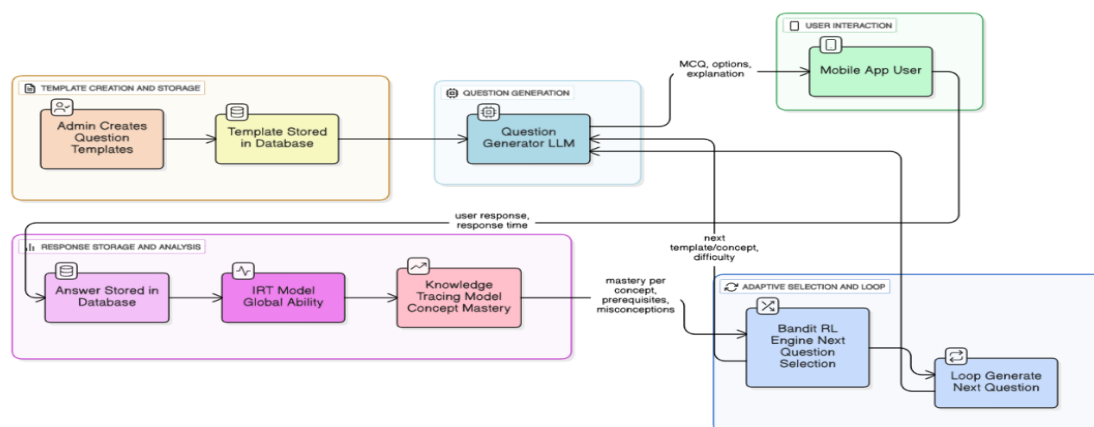 USER INTERACTION
MCQ, options,
explanation
Mobile App User
TEMPLATE CREATION AND STORAGE
Admin Creates
Question
Templates
Template Stored
in Database
QUESTION GENERATION
Question
Generator LLM
user response,
response time
RESPONSE STORAGE AND ANALYSIS
Answer Stored in
Database
IRT Model
Global Ability
Knowledge
Tracing Model
Concept Mastery
mastery per
concept,
prerequisites,
misconceptions
next
template/concept,
difficulty
ADAPTIVE SELECTION AND LOOP
Bandit RL
Engine Next
Question
Selection
Loop Generate
Next Question